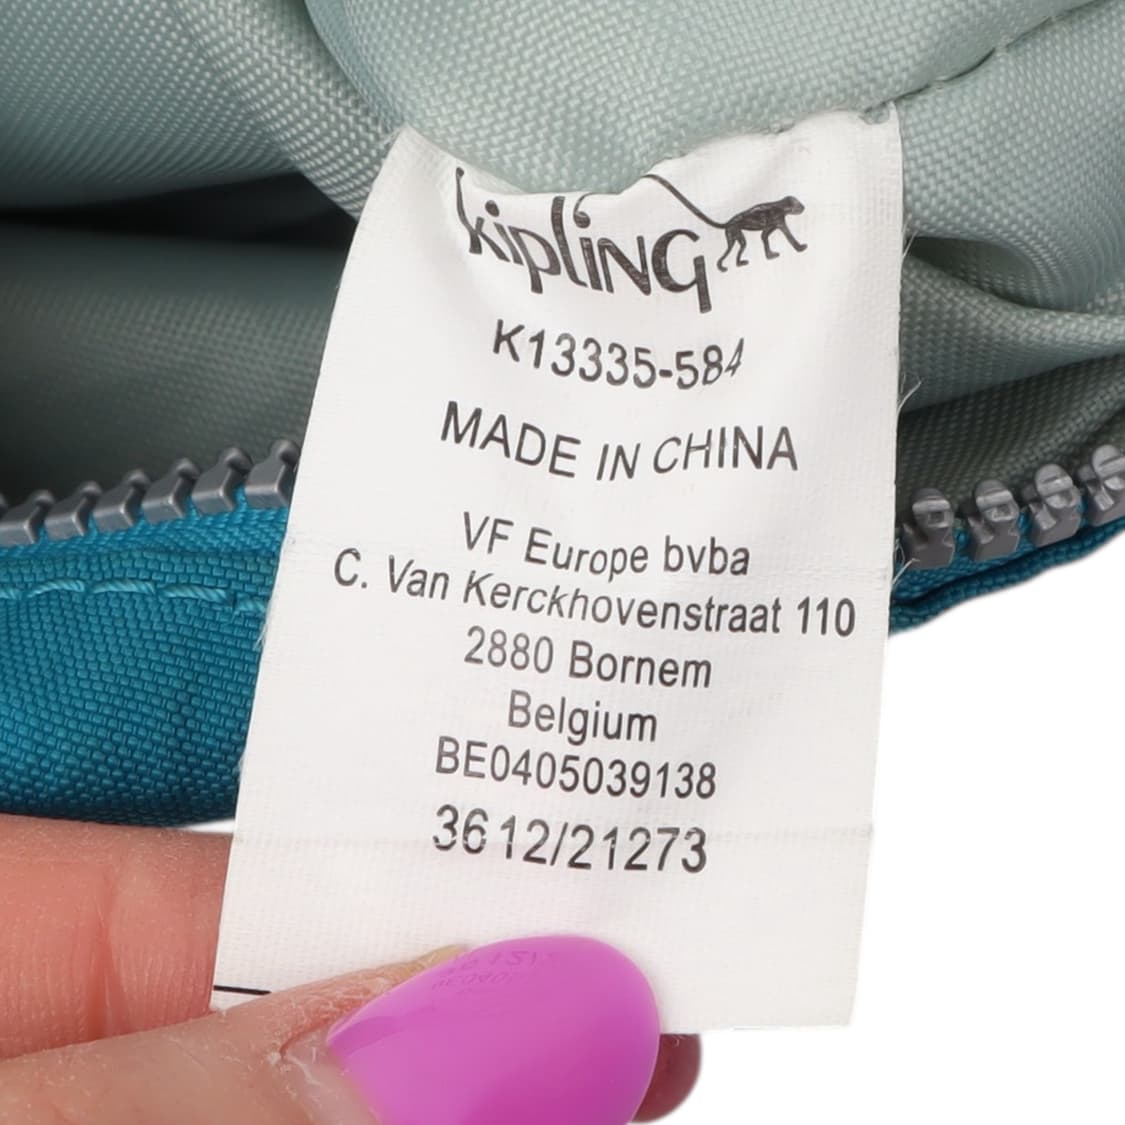 kipling
K13335-584
MADE IN CHINA
VF Europe bvba
C. Van Kerckhovenstraat 110
2880 Bornem
Belgium
BE0405039138
3612/21273